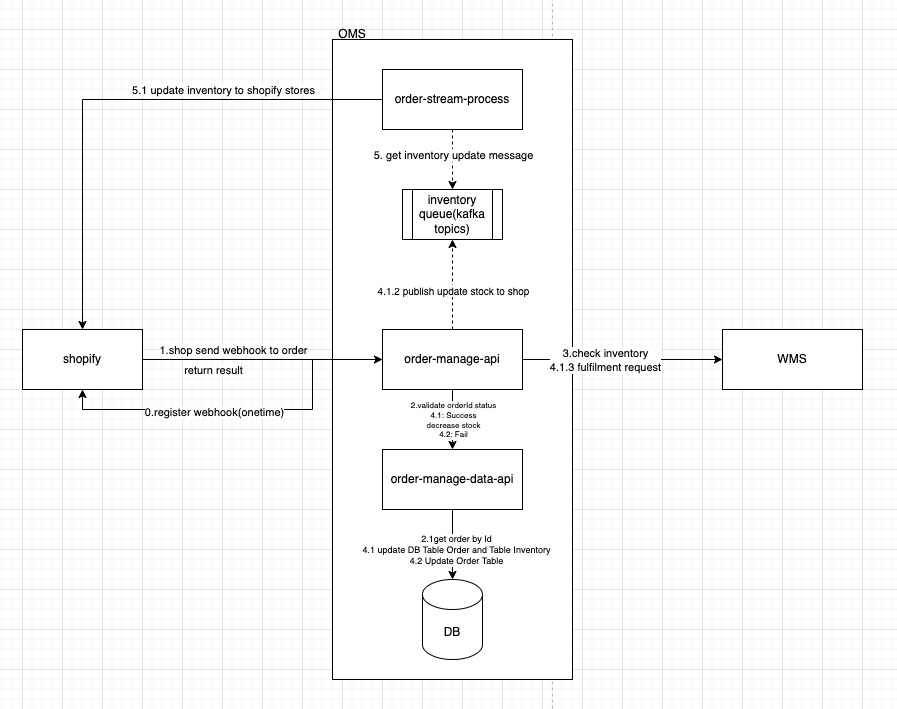 OMS
5.1 update inventory to shopify stores
order-stream-process
5. get inventory update message
inventory
queue(kafka
topics)
4.1.2 publish update stock to shop
shopify
1.shop send webhook to order
return result
0.register webhook(onetime)
order-manage-api
3.check inventory
4.1.3 fulfilment request
WMS
2.validate orderId status
4.1: Success
decrease stock
4.2: Fail
order-manage-data-api
2.1get order by Id
4.1 update DB Table Order and Table Inventory
4.2 Update Order Table
DB